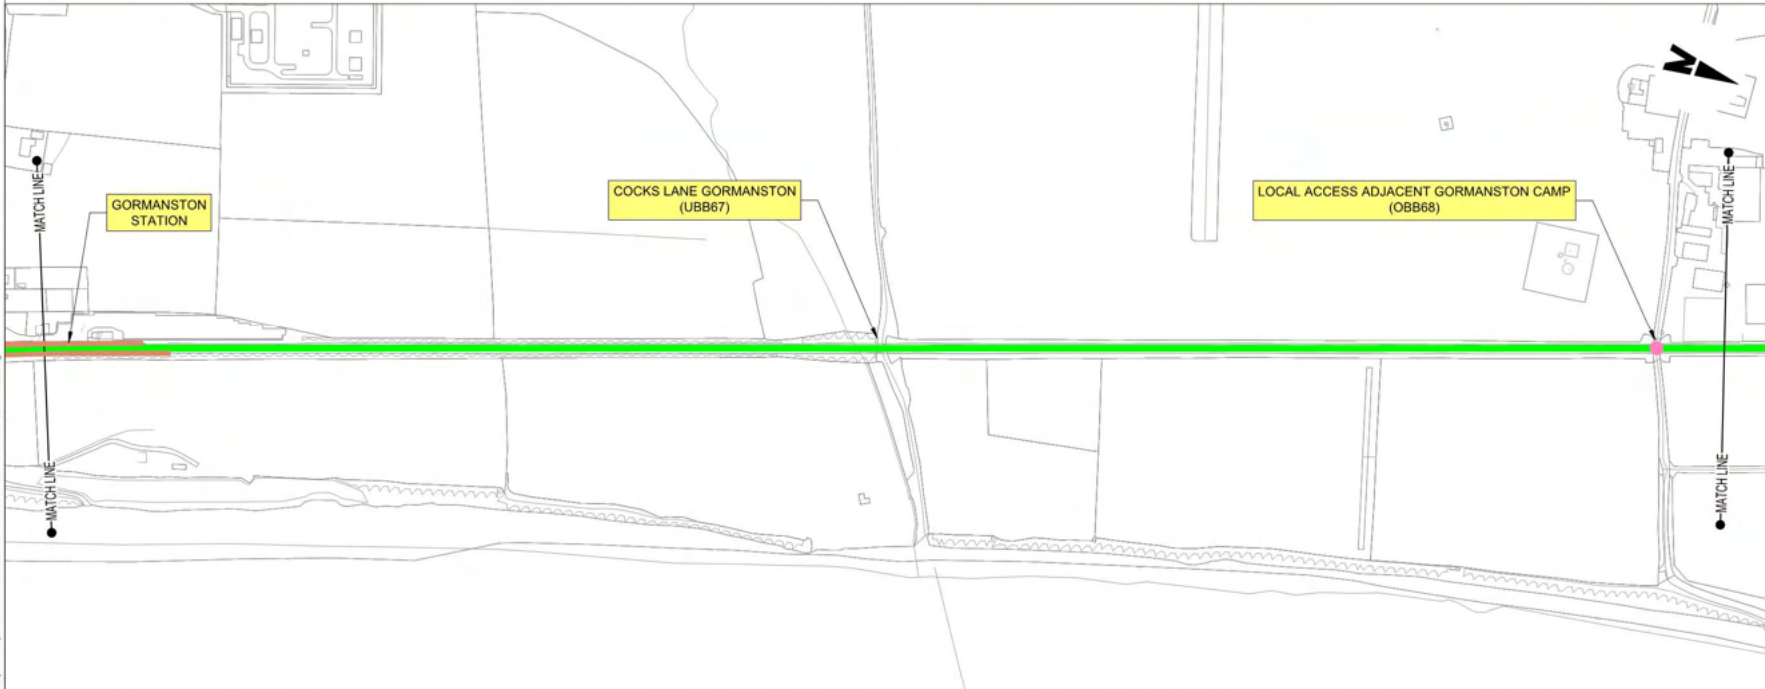 N
MATCH LINE
GORMANSTON
STATION
COCKS LANE GORMANSTON
(UBB67)
LOCAL ACCESS ADJACENT GORMANSTON CAMP
(OBB68)
MATCH LINE
MATCH LINE
MATCH LINE